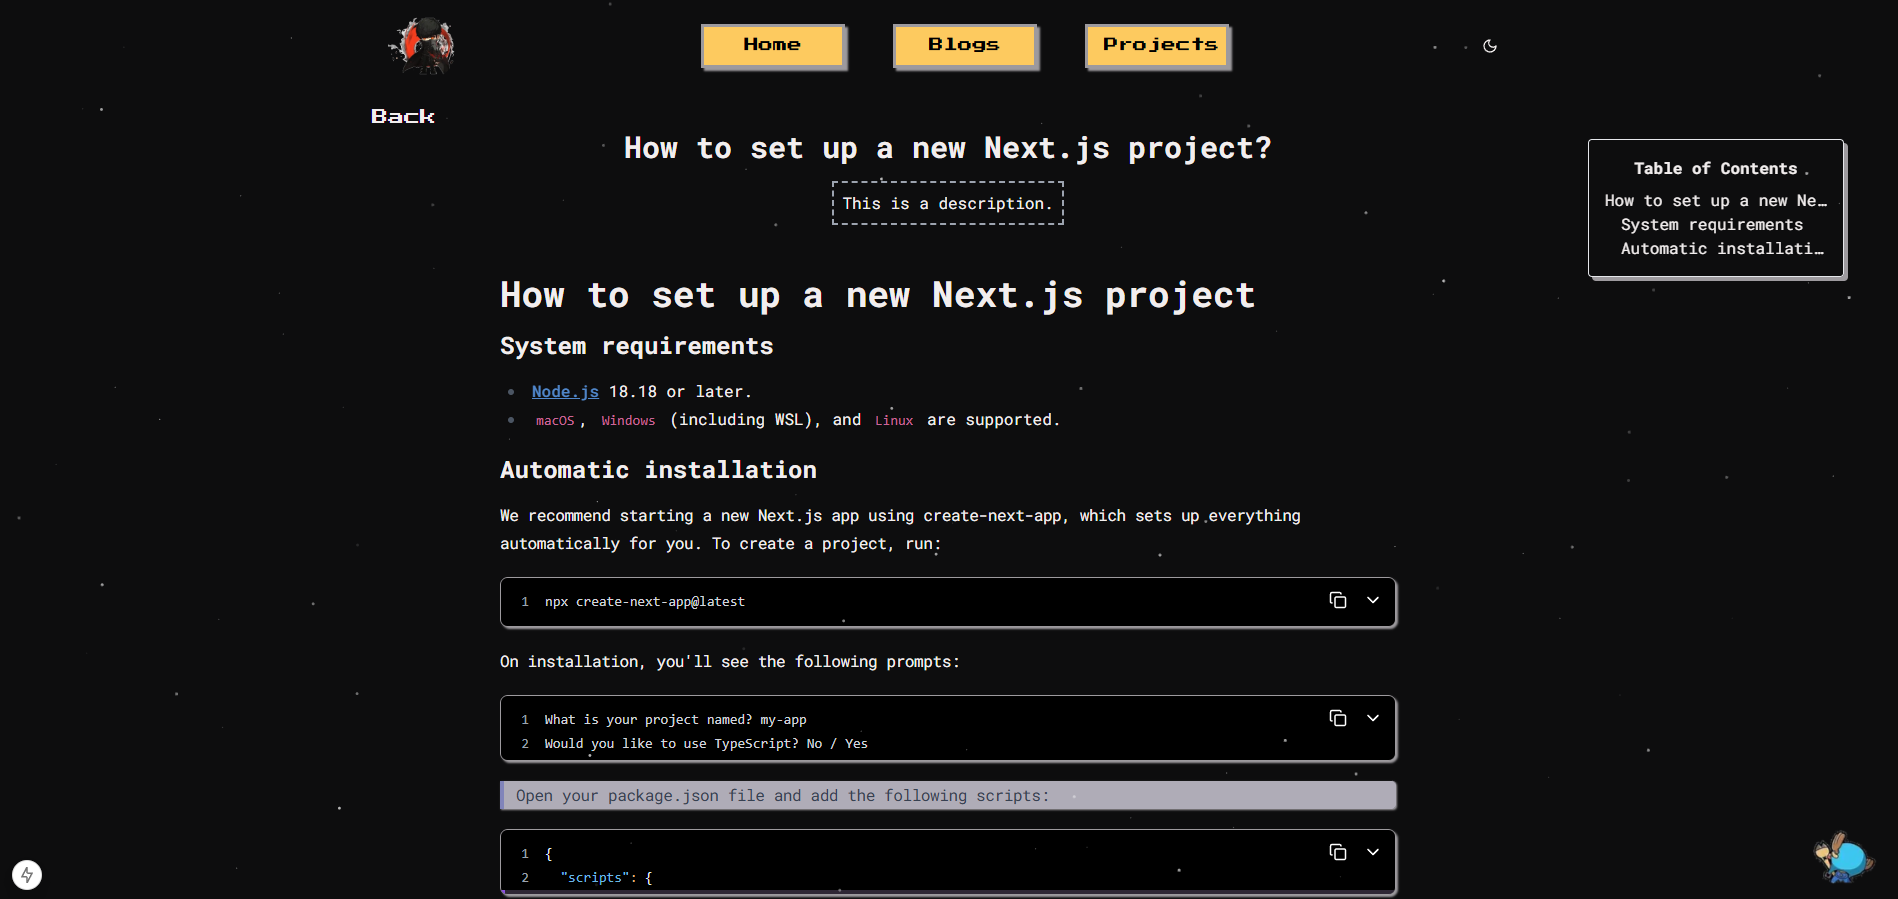 Home
Blogs
Projects
Back
How to set up a new Next.js project?
This is a description.
Table of Contents
How to set up a new Ne…
System requirements
Automatic installati…
How to set up a new Next.js project
System requirements
Node.js 18.18 or later.
macOS, Windows (including WSL), and Linux are supported.
Automatic installation
We recommend starting a new Next.js app using create-next-app, which sets up everything
automatically for you. To create a project, run:
1 npx create-next-app@latest
On installation, you'll see the following prompts:
1 What is your project named? my-app
2 Would you like to use TypeScript? No / Yes
Open your package.json file and add the following scripts:
1 {
2 "scripts": {